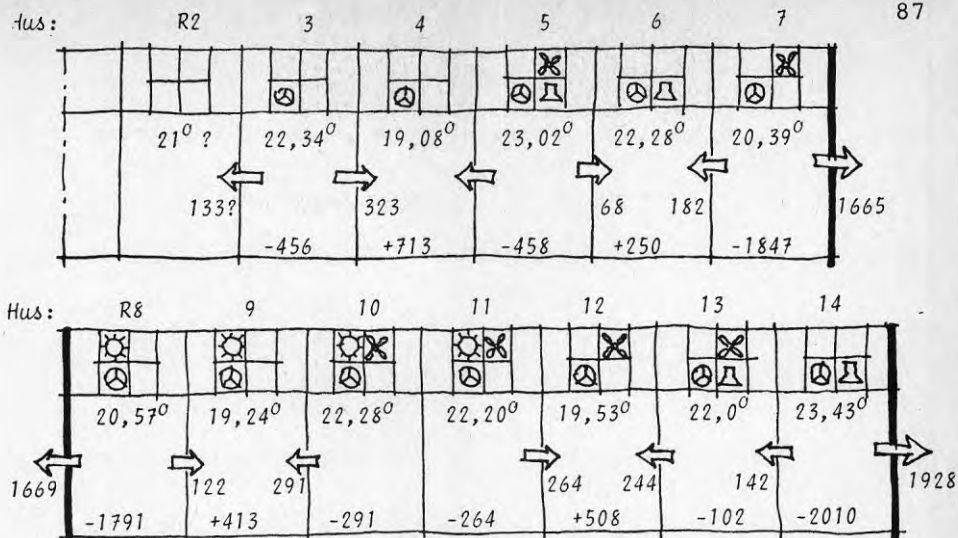 Hus: R2 3 4 5 6 7 87
21° ? 22,34° 19,08° 23,02° 22,28° 20,39°
133? 323 68 182 1665
-456 +713 -458 +250 -1847
Hus: R8 9 10 11 12 13 14
20,57° 19,24° 22,28° 22,20° 19,53° 22,0° 23,43°
1669 122 291 264 244 142 1928
-1791 +413 -291 -264 +508 -102 -2010